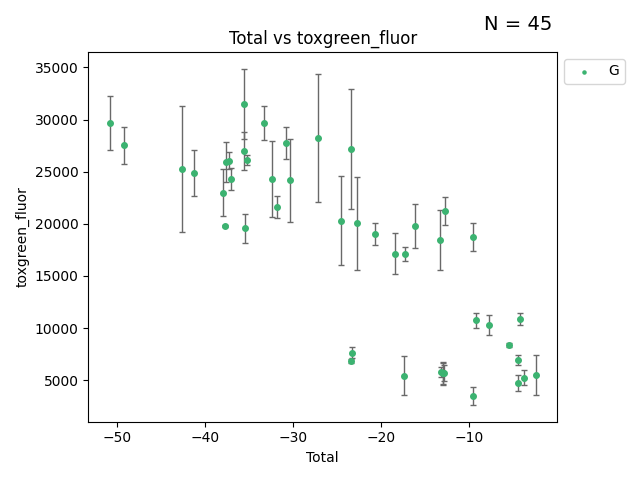 N = 45
Total vs toxgreen_fluor
G
toxgreen_fluor
35000
30000
25000
20000
15000
10000
5000
−50 −40 −30 −20 −10
Total